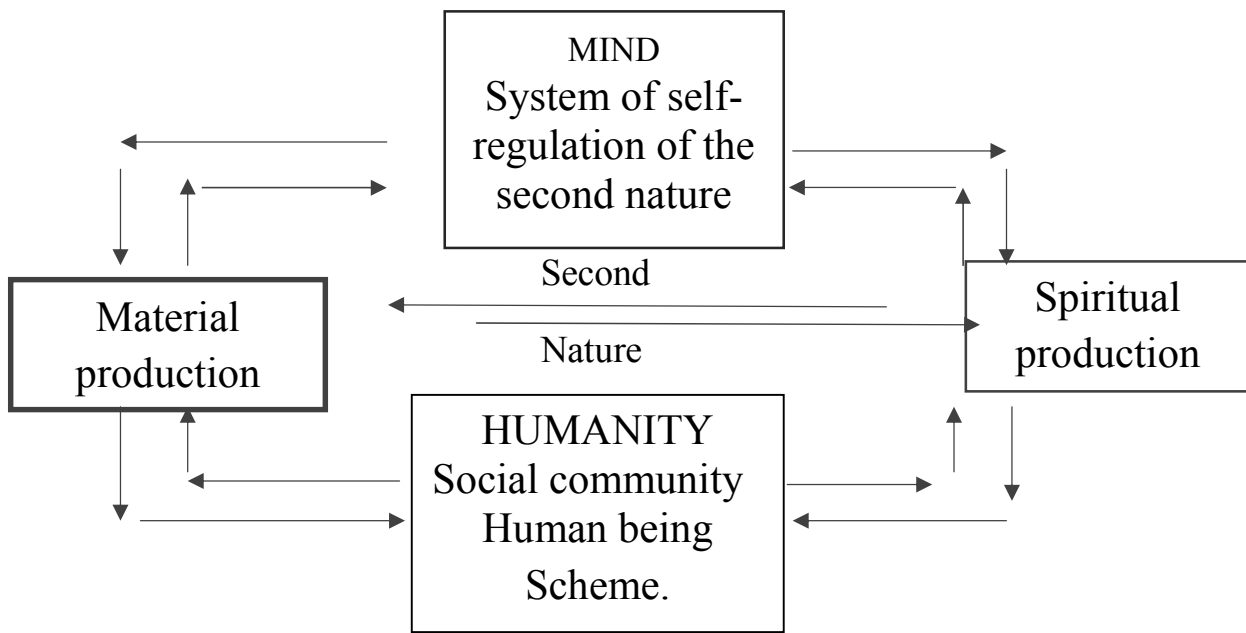 MIND
System of self-
regulation of the
second nature
Second
Material
production
Spiritual
production
Nature
HUMANITY
Social community
Human being
Scheme.